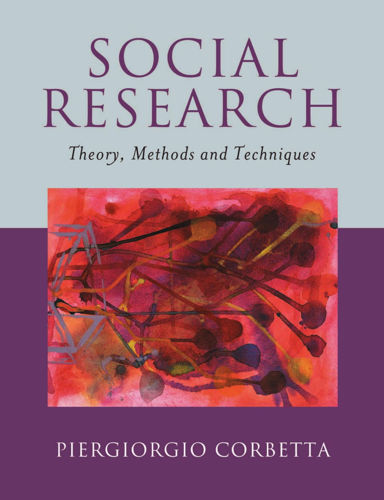 SOCIAL
RESEARCH
Theory, Methods and Techniques
PIERGIORGIO CORBETTA